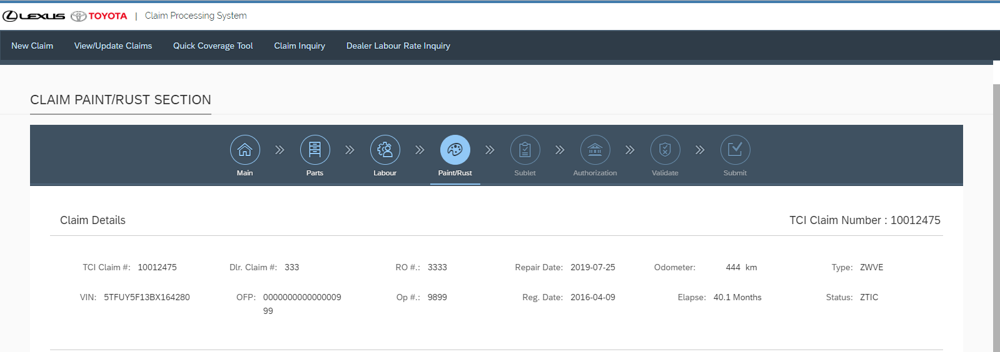 LEXUS TOYOTA | Claim Processing System
New Claim View/Update Claims Quick Coverage Tool Claim Inquiry Dealer Labour Rate Inquiry
CLAIM PAINT/RUST SECTION
Main Parts Labour Paint/Rust Sublet Authorization Validate Submit
Claim Details TCI Claim Number : 10012475
TCI Claim #: 10012475 Dlr. Claim #: 333 RO #.: 3333 Repair Date: 2019-07-25 Odometer: 444 km Type: ZWVE
VIN: 5TFUY5F13BX164280 OFP: 0000000000000009 Op #.: 9899 Reg. Date: 2016-04-09 Elapse: 40.1 Months Status: ZTIC
99